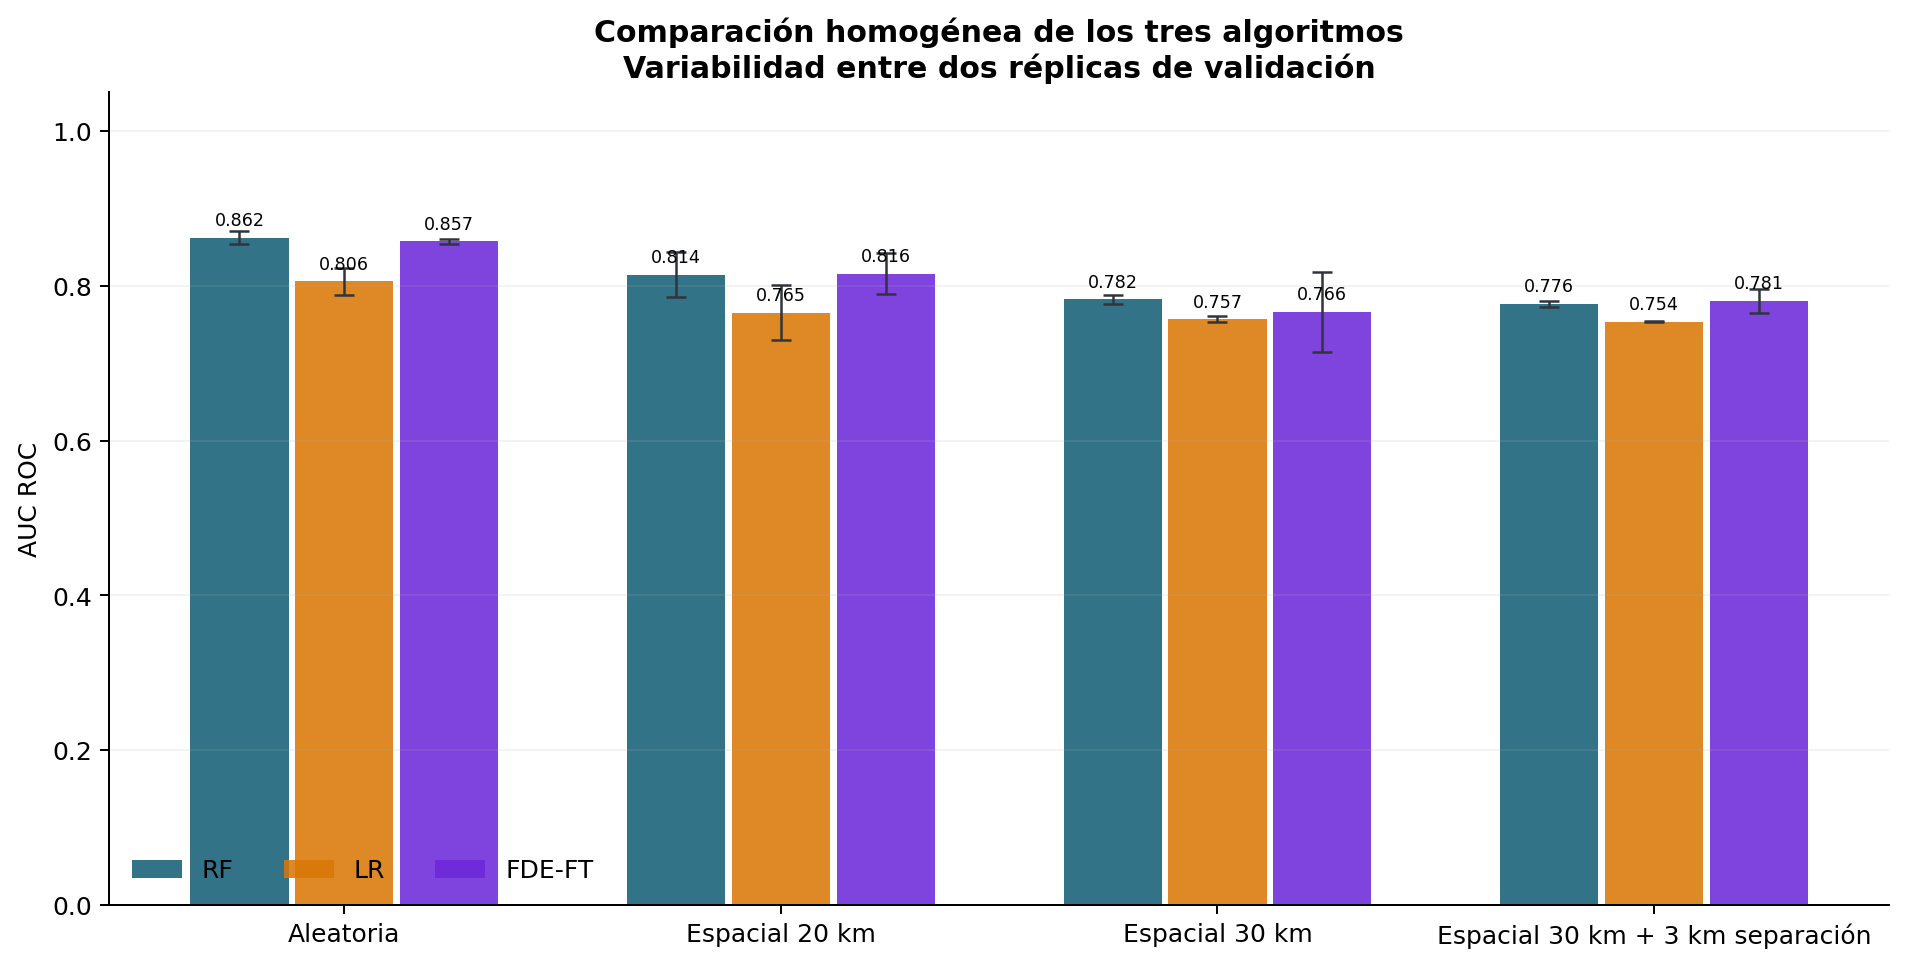 Comparación homogénea de los tres algoritmos
Variabilidad entre dos réplicas de validación
AUC ROC
1.0
0.8
0.6
0.4
0.2
0.0
0.862
0.806
0.857
0.814
0.765
0.816
0.782
0.757
0.766
0.776
0.754
0.781
RF
LR
FDE-FT
Aleatoria
Espacial 20 km
Espacial 30 km
Espacial 30 km + 3 km separación